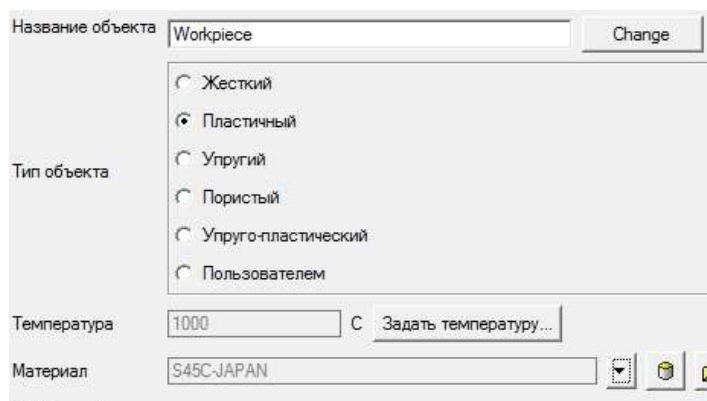 Название объекта Workpiece Change
Жесткий
Пластичный
Тип объекта Упругий
Пористый
Упруго-пластический
Пользователем
Температура 1000 C Задать температуру...
Материал S45C-JAPAN